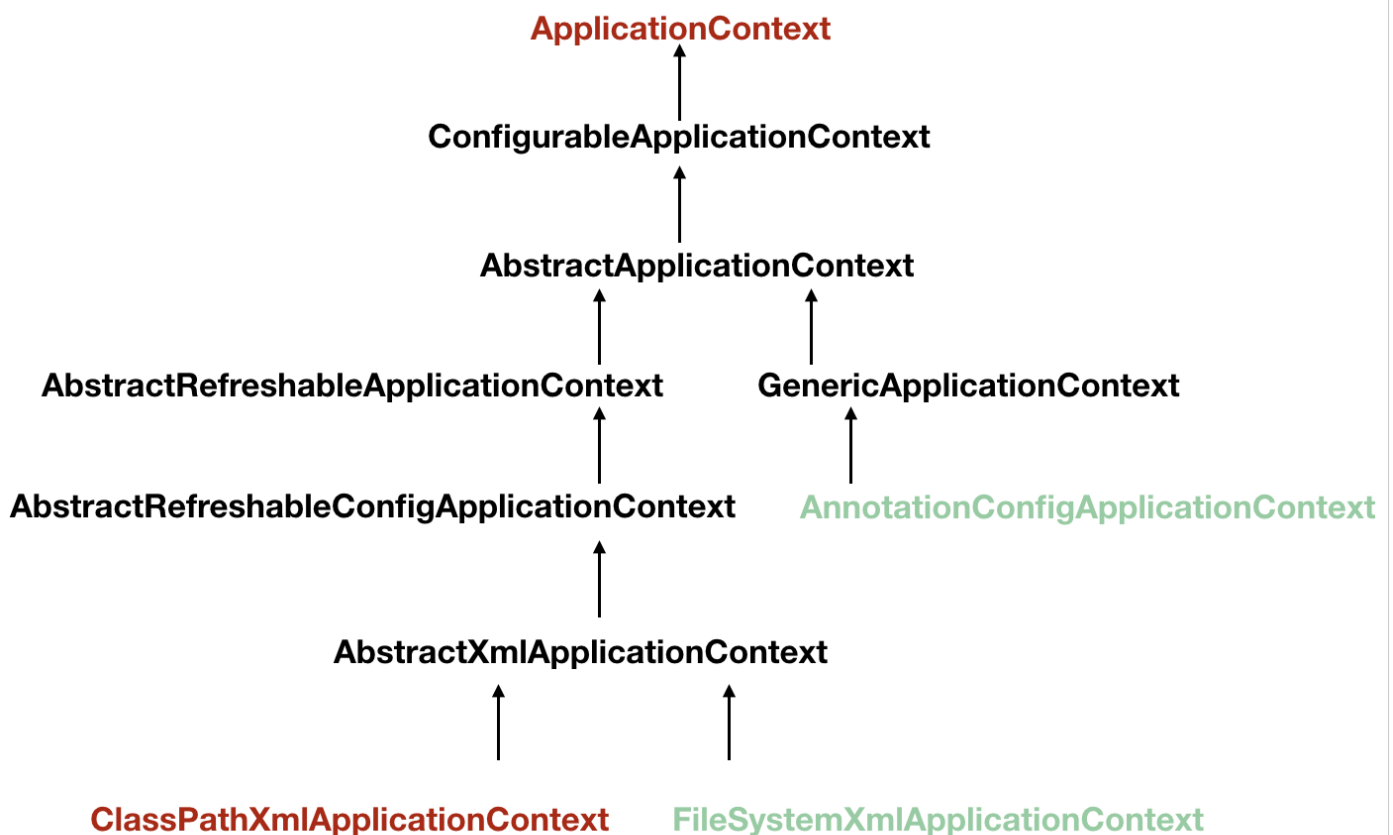 ApplicationContext
ConfigurableApplicationContext
AbstractApplicationContext
AbstractRefreshableApplicationContext
GenericApplicationContext
AbstractRefreshableConfigApplicationContext
AnnotationConfigApplicationContext
AbstractXmlApplicationContext
ClassPathXmlApplicationContext
FileSystemXmlApplicationContext